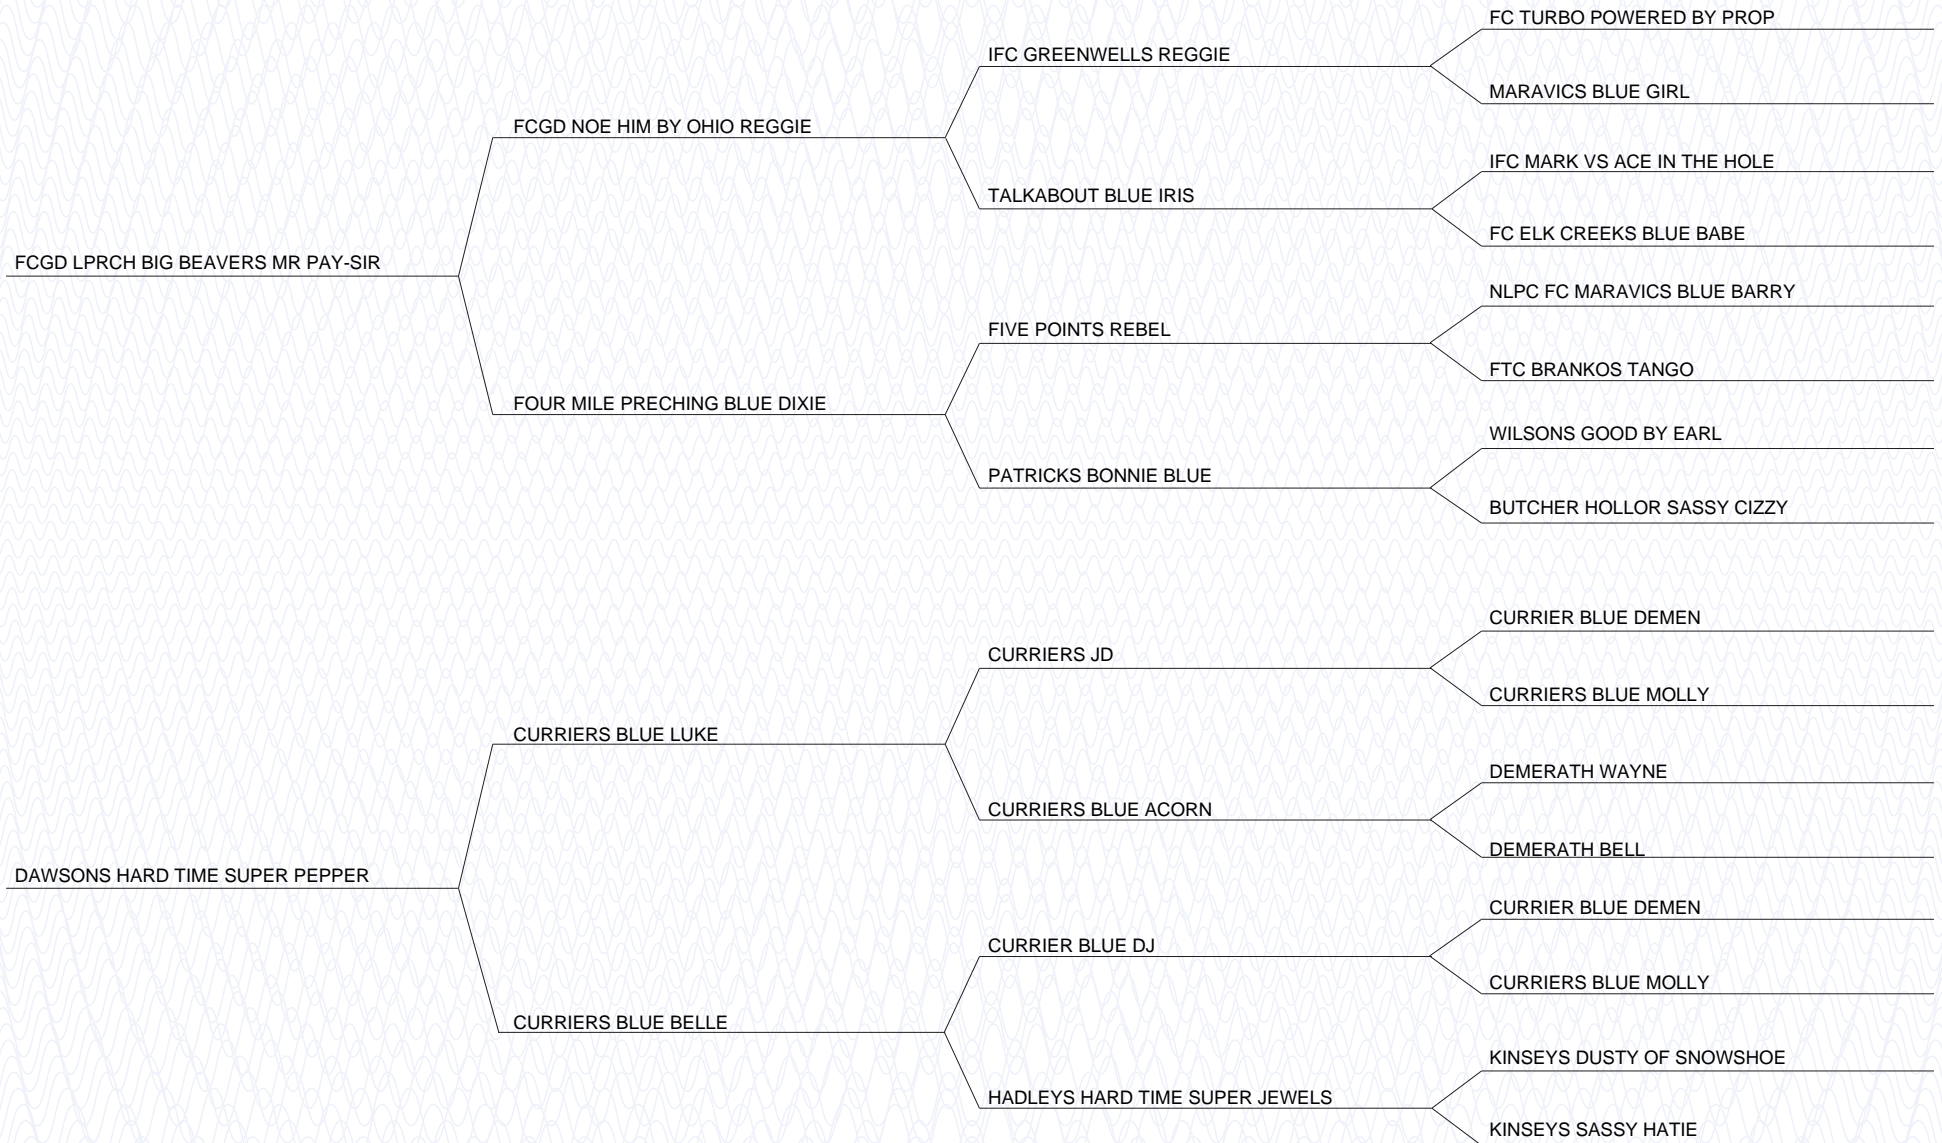 FC TURBO POWERED BY PROP
IFC GREENWELLS REGGIE
MARAVICS BLUE GIRL
FCGD NOE HIM BY OHIO REGGIE
IFC MARK VS ACE IN THE HOLE
TALKABOUT BLUE IRIS
FC ELK CREEKS BLUE BABE
FCGD LPRCH BIG BEAVERS MR PAY-SIR
NLPC FC MARAVICS BLUE BARRY
FIVE POINTS REBEL
FTC BRANKOS TANGO
FOUR MILE PRECHING BLUE DIXIE
WILSONS GOOD BY EARL
PATRICKS BONNIE BLUE
BUTCHER HOLLOR SASSY CIZZY
CURRIER BLUE DEMEN
CURRIERS JD
CURRIERS BLUE MOLLY
CURRIERS BLUE LUKE
DEMERATH WAYNE
CURRIERS BLUE ACORN
DEMERATH BELL
DAWSONS HARD TIME SUPER PEPPER
CURRIER BLUE DEMEN
CURRIER BLUE DJ
CURRIERS BLUE MOLLY
CURRIERS BLUE BELLE
KINSEYS DUSTY OF SNOWSHOE
HADLEYS HARD TIME SUPER JEWELS
KINSEYS SASSY HATIE